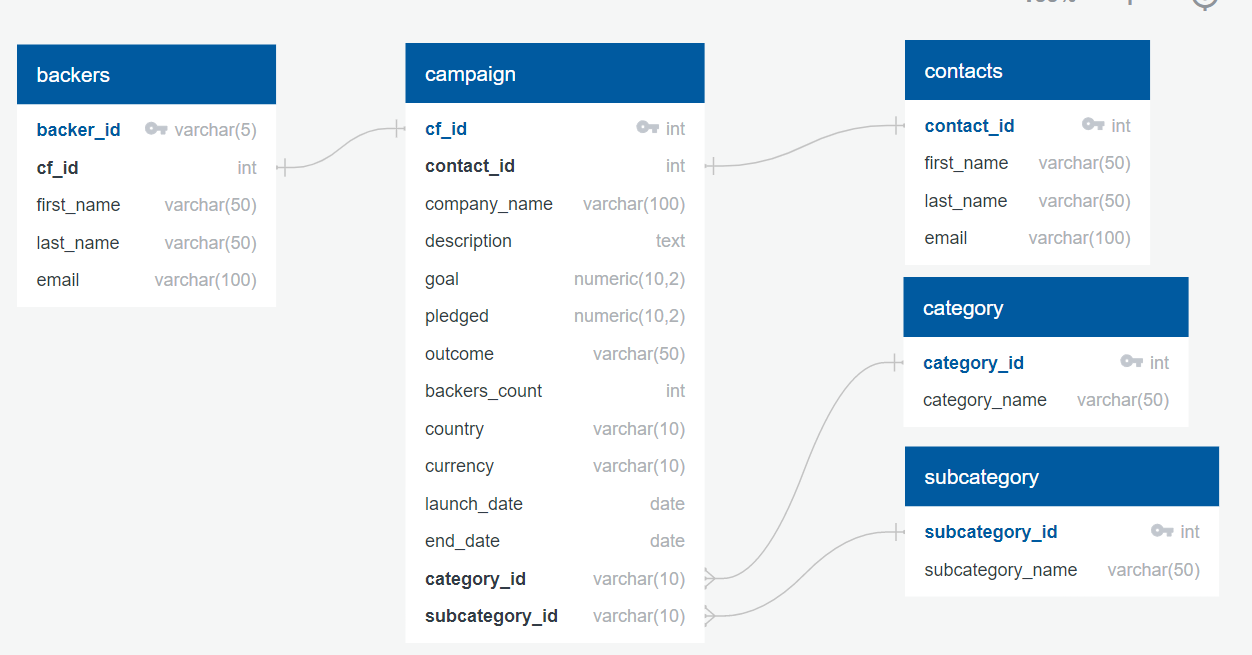 backers
backer_id varchar(5)
cf_id int
first_name varchar(50)
last_name varchar(50)
email varchar(100)
campaign
cf_id int
contact_id int
company_name varchar(100)
description text
goal numeric(10,2)
pledged numeric(10,2)
outcome varchar(50)
backers_count int
country varchar(10)
currency varchar(10)
launch_date date
end_date date
category_id varchar(10)
subcategory_id varchar(10)
contacts
contact_id int
first_name varchar(50)
last_name varchar(50)
email varchar(100)
category
category_id int
category_name varchar(50)
subcategory
subcategory_id int
subcategory_name varchar(50)